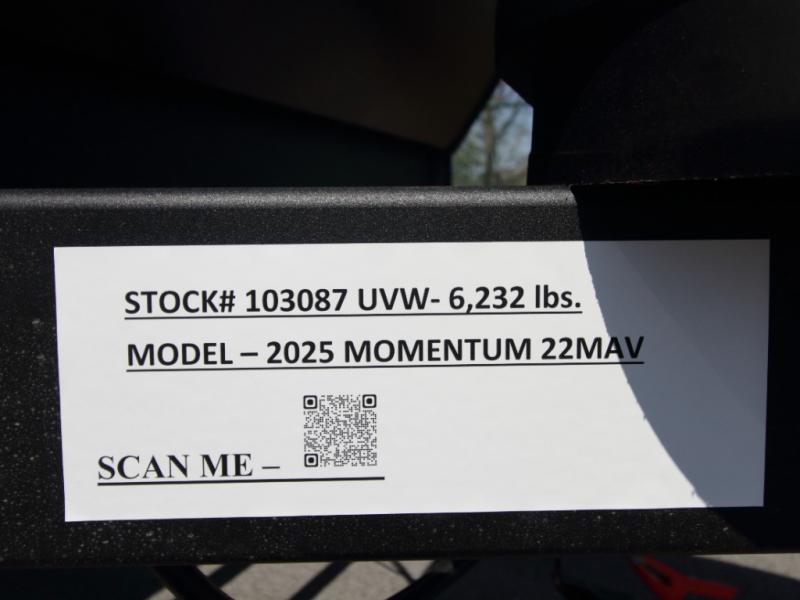 STOCK# 103087 UVW- 6,232 lbs.
MODEL – 2025 MOMENTUM 22MAV
SCAN ME –